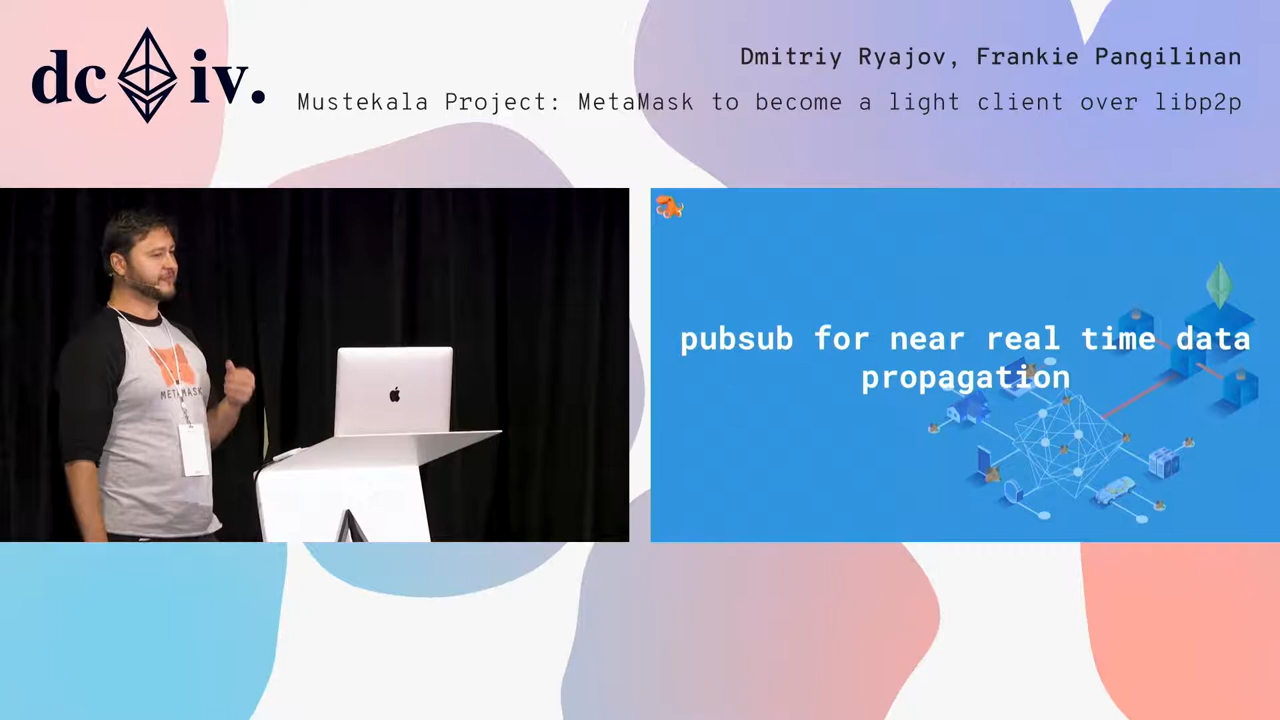 dc iv.
Dmitriy Ryajov, Frankie Pangilinan
Mustekala Project: MetaMask to become a light client over libp2p
METAMASK
pubsub for near real time data
propagation